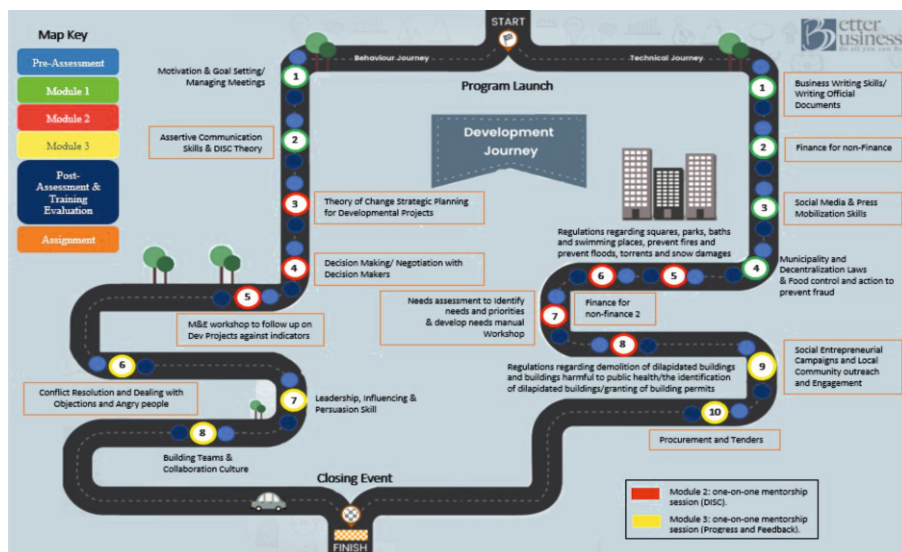 START
Better
Business
Be all you can Be
Map Key
Pre-Assessment
Module 1
Module 2
Module 3
Post-
Assessment &
Training
Evaluation
Assignment
Behaviour Journey
Technical Journey
Program Launch
Development
Journey
Motivation & Goal Setting/
Managing Meetings
1
Assertive Communication
Skills & DISC Theory
2
3
Theory of Change Strategic Planning
for Developmental Projects
4
Decision Making/ Negotiation with
Decision Makers
5
M&E workshop to follow up on
Dev Projects against indicators
6
Conflict Resolution and Dealing with
Objections and Angry people
7
Leadership, Influencing &
Persuasion Skill
8
Building Teams &
Collaboration Culture
1
Business Writing Skills/
Writing Official
Documents
2
Finance for non-Finance
3
Social Media & Press
Mobilization Skills
4
Municipality and
Decentralization Laws
& Food control and action to
prevent fraud
Regulations regarding squares, parks, baths
and swimming places, prevent fires and
prevent floods, torrents and snow damages
5
6
Finance for
non-finance 2
7
Needs assessment to identify
needs and priorities
& develop needs manual
Workshop
8
Regulations regarding demolition of dilapidated buildings
and buildings harmful to public health/the identification
of dilapidated buildings/granting of building permits
9
Social Entrepreneurial
Campaigns and Local
Community outreach
and Engagement
10
Procurement and Tenders
Closing Event
FINISH
Module 2: one-on-one mentorship
session (DISC).
Module 3: one-on-one mentorship
session (Progress and Feedback).